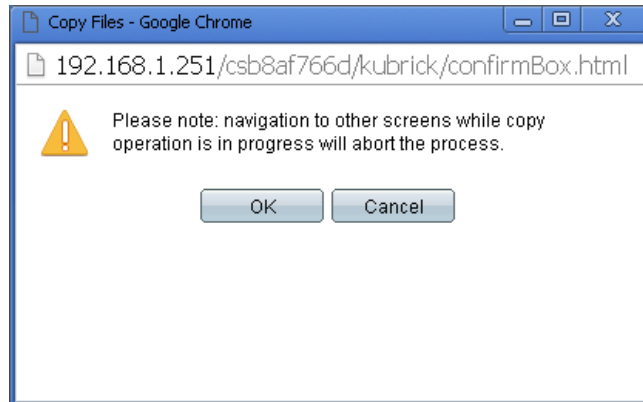 Copy Files - Google Chrome
192.168.1.251/csb8af766d/kubrick/confirmBox.html
Please note: navigation to other screens while copy
operation is in progress will abort the process.
OK Cancel